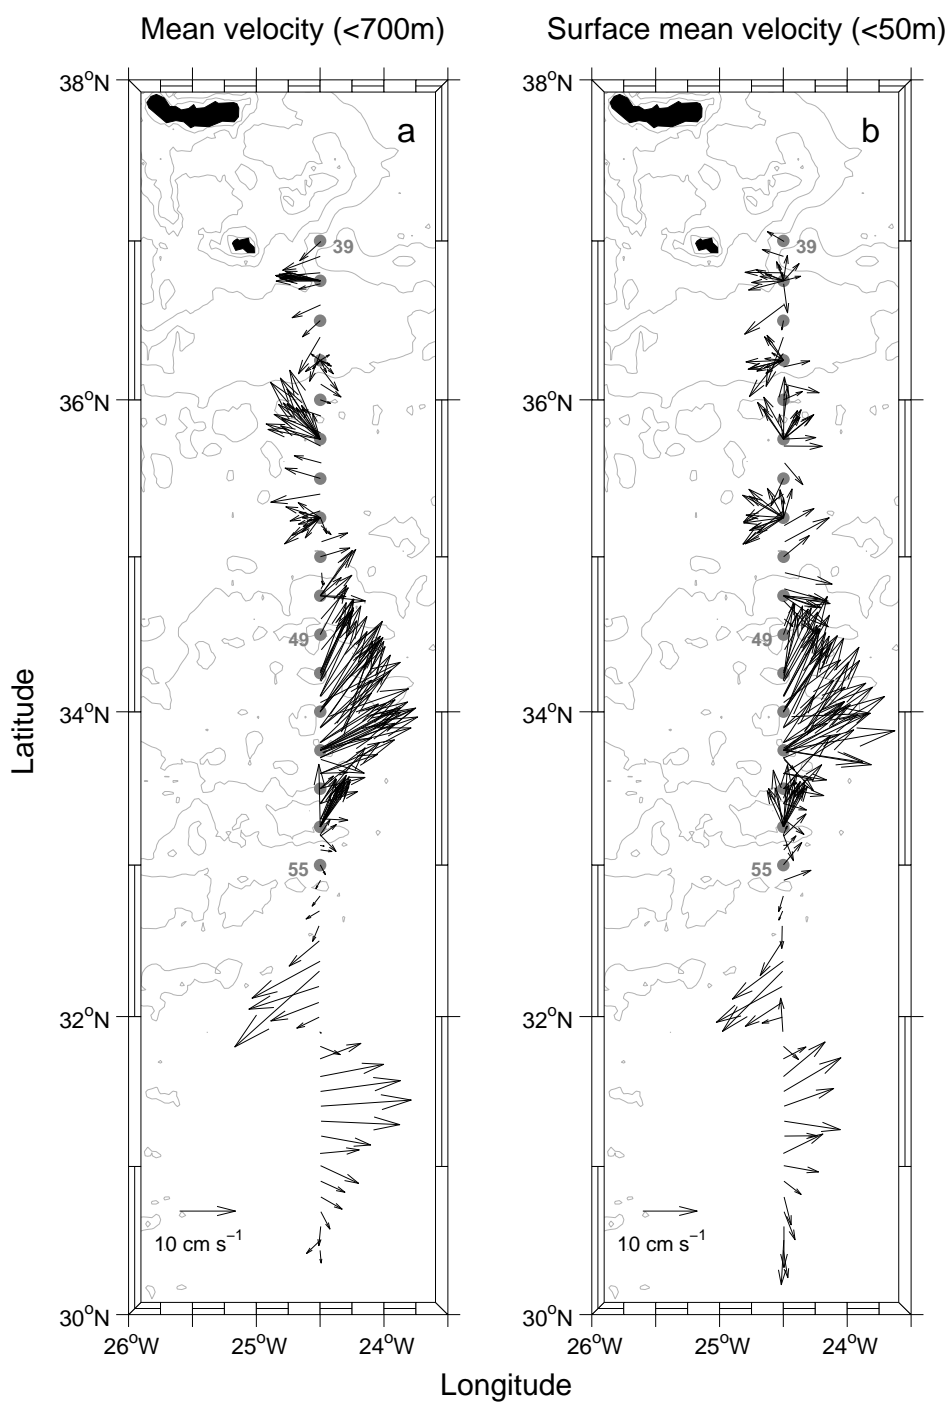 Mean velocity (<700m)
Surface mean velocity (<50m)
38°N
36°N
34°N
32°N
30°N
26°W
25°W
24°W
a
39
49
55
10 cm s⁻¹
38°N
36°N
34°N
32°N
30°N
26°W
25°W
24°W
b
39
49
55
10 cm s⁻¹
Latitude
Longitude